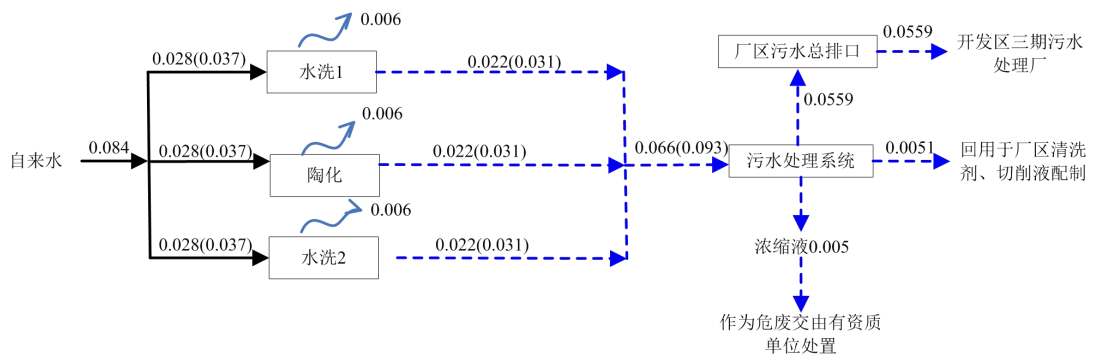 0.006
0.0559
0.028(0.037)
水洗1
0.022(0.031)
厂区污水总排口
开发区三期污水
处理厂
0.0559
0.006
自来水
0.084
0.028(0.037)
陶化
0.022(0.031)
0.066(0.093)
污水处理系统
0.0051
回用于厂区清洗
剂、切削液配制
0.006
0.028(0.037)
水洗2
0.022(0.031)
浓缩液0.005
作为危废交由有资质
单位处置